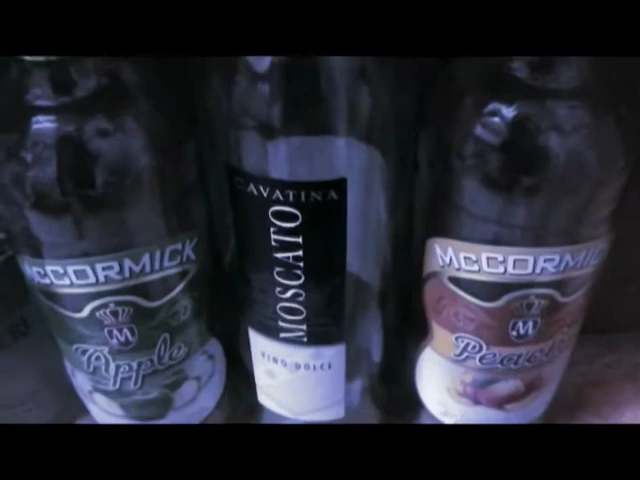 McCORMICK
M
Apple
CAVATINA
MOSCATO
VINO DOLCE
McCORMICK
M
Peach